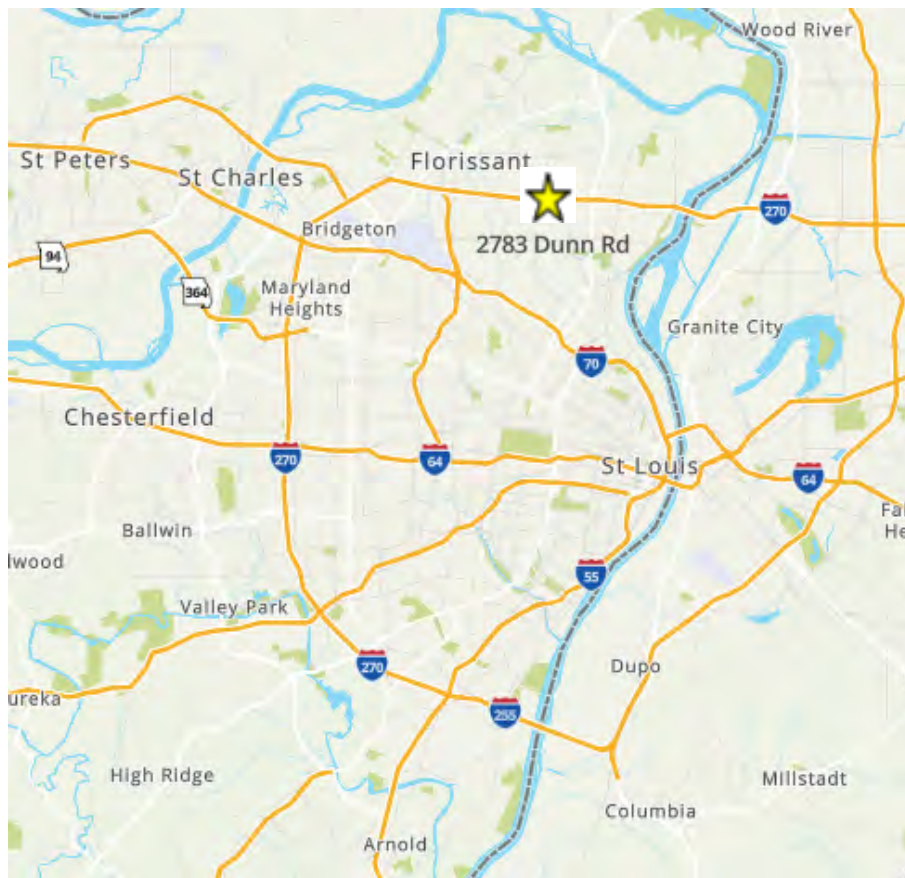 Wood River
St Peters
St Charles
Florissant
Bridgeton
270
2783 Dunn Rd
94
364
Maryland
Heights
Granite City
70
Chesterfield
270
64
St Louis
64
Fa
He
Ballwin
lwood
55
Valley Park
270
Dupo
ureka
255
High Ridge
Millstadt
Columbia
Arnold